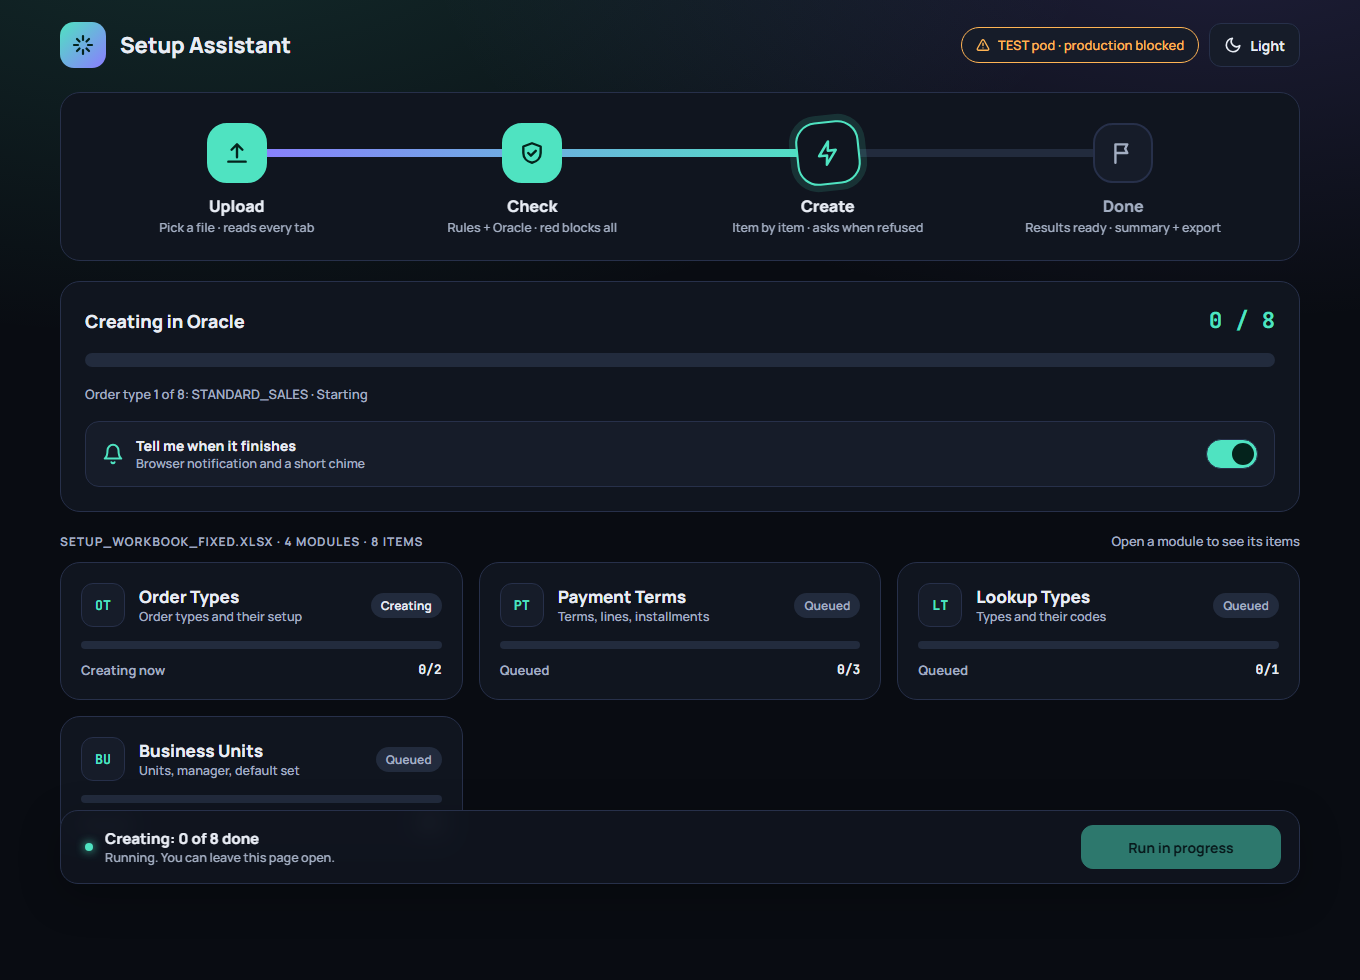 Setup Assistant
TEST pod · production blocked
Light
Upload
Pick a file · reads every tab
Check
Rules + Oracle · red blocks all
Create
Item by item · asks when refused
Done
Results ready · summary + export
Creating in Oracle
0 / 8
Order type 1 of 8: STANDARD_SALES · Starting
Tell me when it finishes
Browser notification and a short chime
SETUP_WORKBOOK_FIXED.XLSX · 4 MODULES · 8 ITEMS
Open a module to see its items
OT
Order Types
Order types and their setup
Creating
Creating now
0/2
PT
Payment Terms
Terms, lines, installments
Queued
Queued
0/3
LT
Lookup Types
Types and their codes
Queued
Queued
0/1
BU
Business Units
Units, manager, default set
Queued
Creating: 0 of 8 done
Running. You can leave this page open.
Run in progress